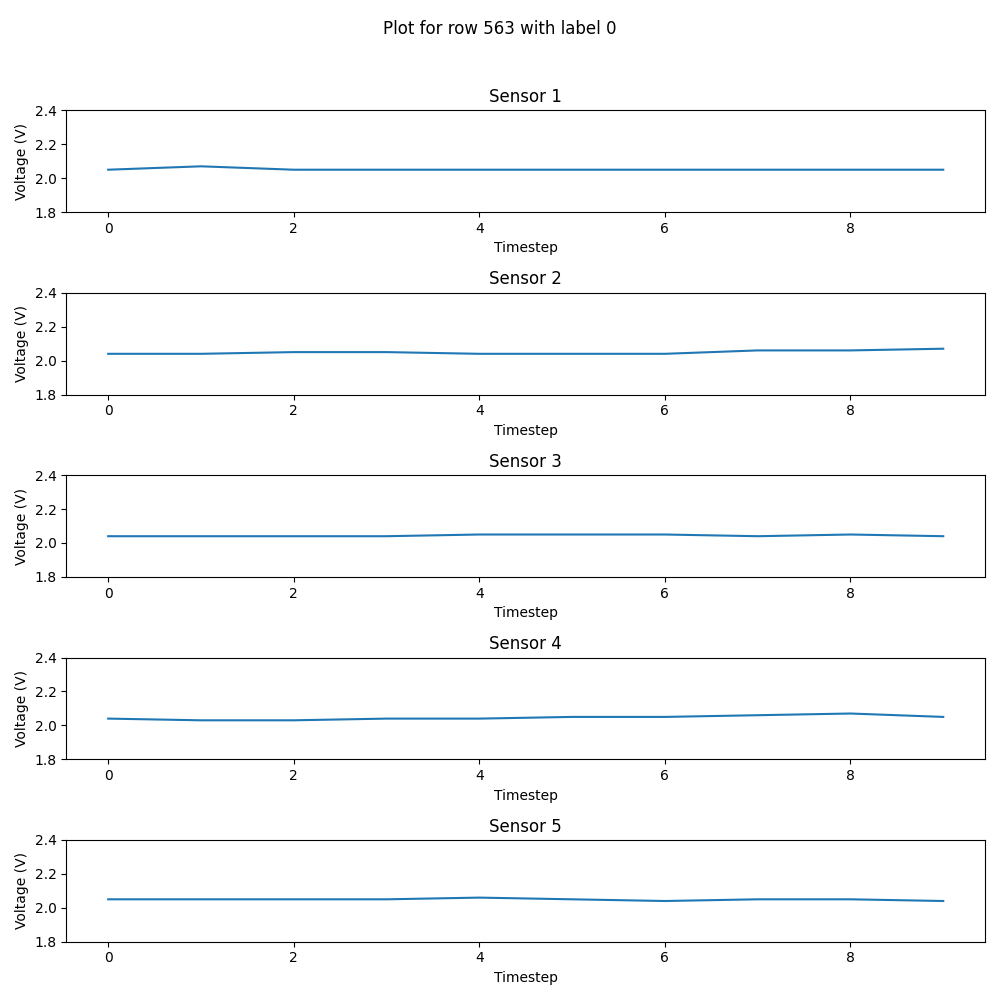 Plot for row 563 with label 0
Sensor 1
2.4
2.2
2.0
1.8
Voltage (V)
0 2 4 6 8
Timestep
Sensor 2
2.4
2.2
2.0
1.8
Voltage (V)
0 2 4 6 8
Timestep
Sensor 3
2.4
2.2
2.0
1.8
Voltage (V)
0 2 4 6 8
Timestep
Sensor 4
2.4
2.2
2.0
1.8
Voltage (V)
0 2 4 6 8
Timestep
Sensor 5
2.4
2.2
2.0
1.8
Voltage (V)
0 2 4 6 8
Timestep